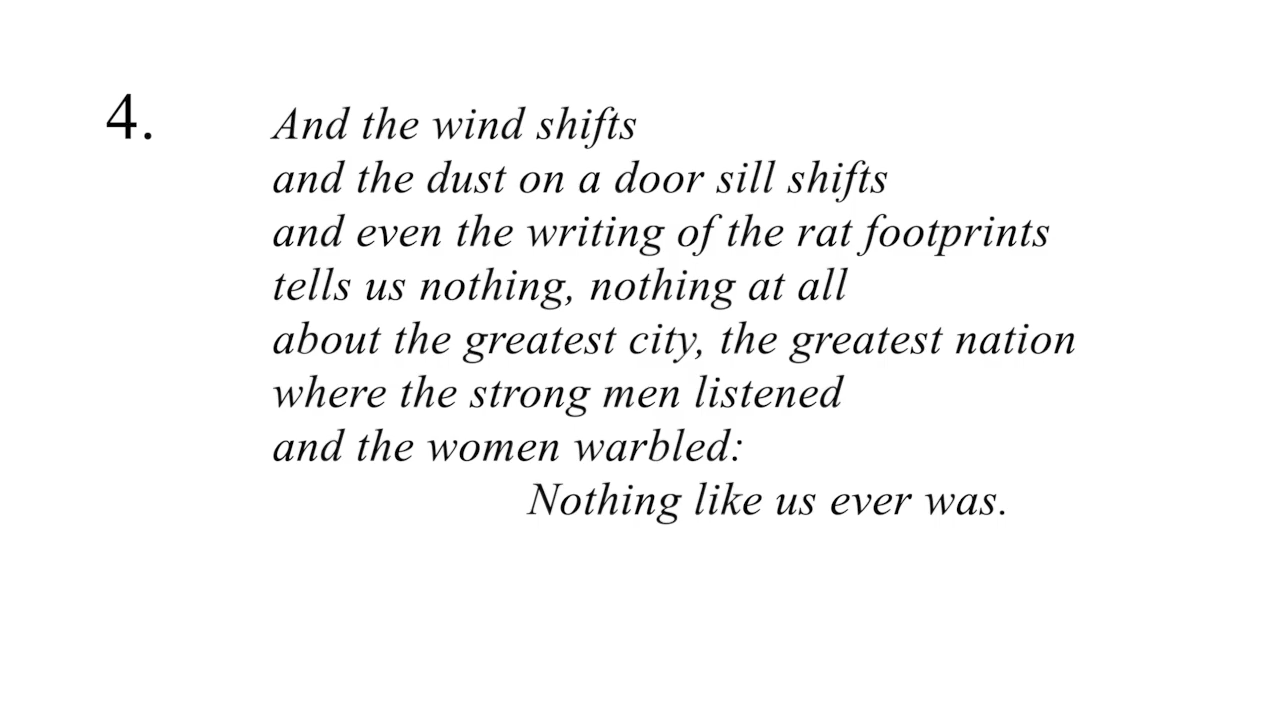 4. And the wind shifts
and the dust on a door sill shifts
and even the writing of the rat footprints
tells us nothing, nothing at all
about the greatest city, the greatest nation
where the strong men listened
and the women warbled:
Nothing like us ever was.